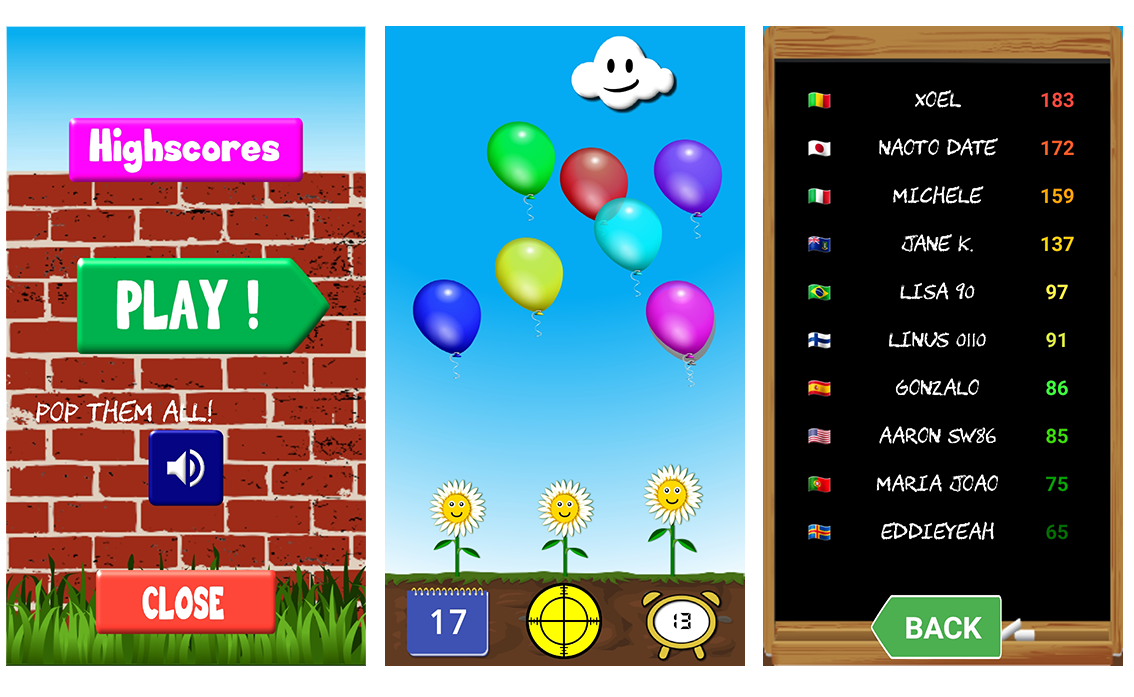 Highscores
PLAY !
POP THEM ALL!
CLOSE
17
13
XOEL 183
NAOTO DATE 172
MICHELE 159
JANE K. 137
LISA 90 97
LINUS 0110 91
GONZALO 86
AARON SW86 85
MARIA JOAO 75
EDDIEYEAH 65
BACK